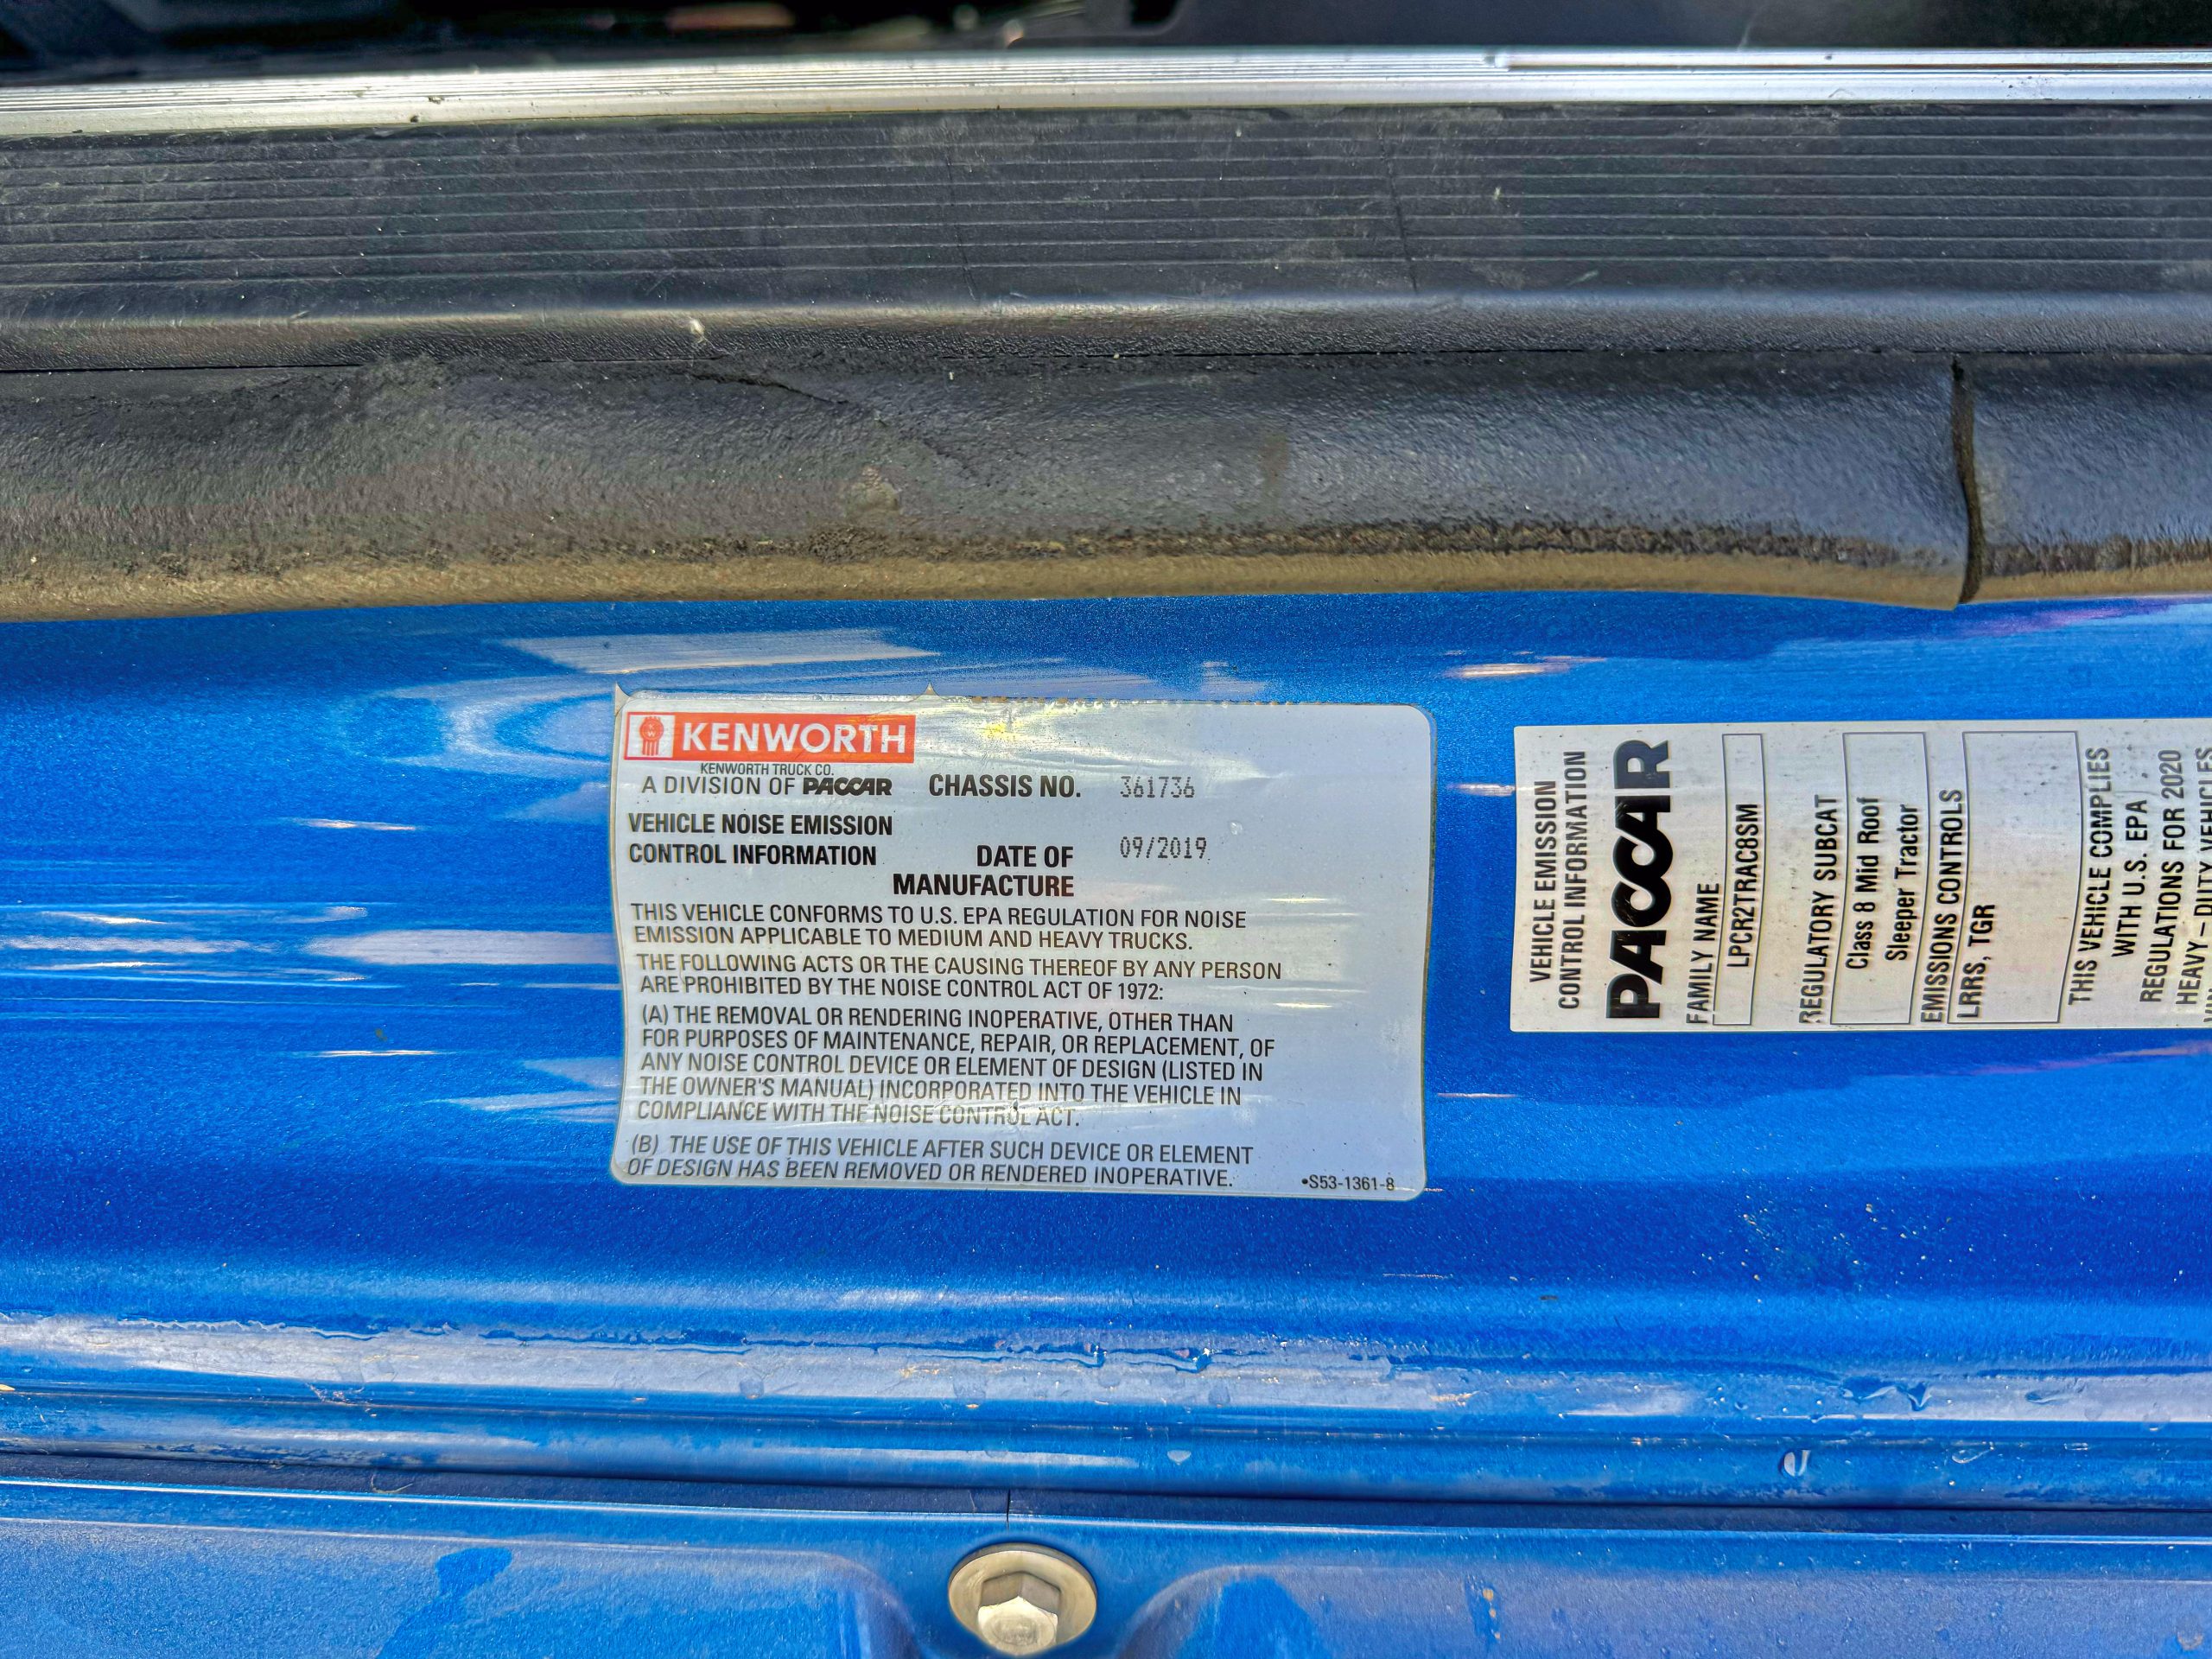 KENWORTH
KENWORTH TRUCK CO.
A DIVISION OF PACCAR
CHASSIS NO. 361736
VEHICLE NOISE EMISSION
CONTROL INFORMATION
DATE OF
MANUFACTURE
09/2019
THIS VEHICLE CONFORMS TO U.S. EPA REGULATION FOR NOISE
EMISSION APPLICABLE TO MEDIUM AND HEAVY TRUCKS.
THE FOLLOWING ACTS OR THE CAUSING THEREOF BY ANY PERSON
ARE PROHIBITED BY THE NOISE CONTROL ACT OF 1972:
(A) THE REMOVAL OR RENDERING INOPERATIVE, OTHER THAN
FOR PURPOSES OF MAINTENANCE, REPAIR, OR REPLACEMENT, OF
ANY NOISE CONTROL DEVICE OR ELEMENT OF DESIGN (LISTED IN
THE OWNER'S MANUAL) INCORPORATED INTO THE VEHICLE IN
COMPLIANCE WITH THE NOISE CONTROL ACT.
(B) THE USE OF THIS VEHICLE AFTER SUCH DEVICE OR ELEMENT
OF DESIGN HAS BEEN REMOVED OR RENDERED INOPERATIVE.
•S53-1361-8
VEHICLE EMISSION
CONTROL INFORMATION
PACCAR
FAMILY NAME
LPCR2TRAC8SM
REGULATORY SUBCAT
Class 8 Mid Roof
Sleeper Tractor
EMISSIONS CONTROLS
LRRS, TGR
THIS VEHICLE COMPLIES
WITH U.S. EPA
REGULATIONS FOR 2020
HEAVY – DUTY VEHICLES